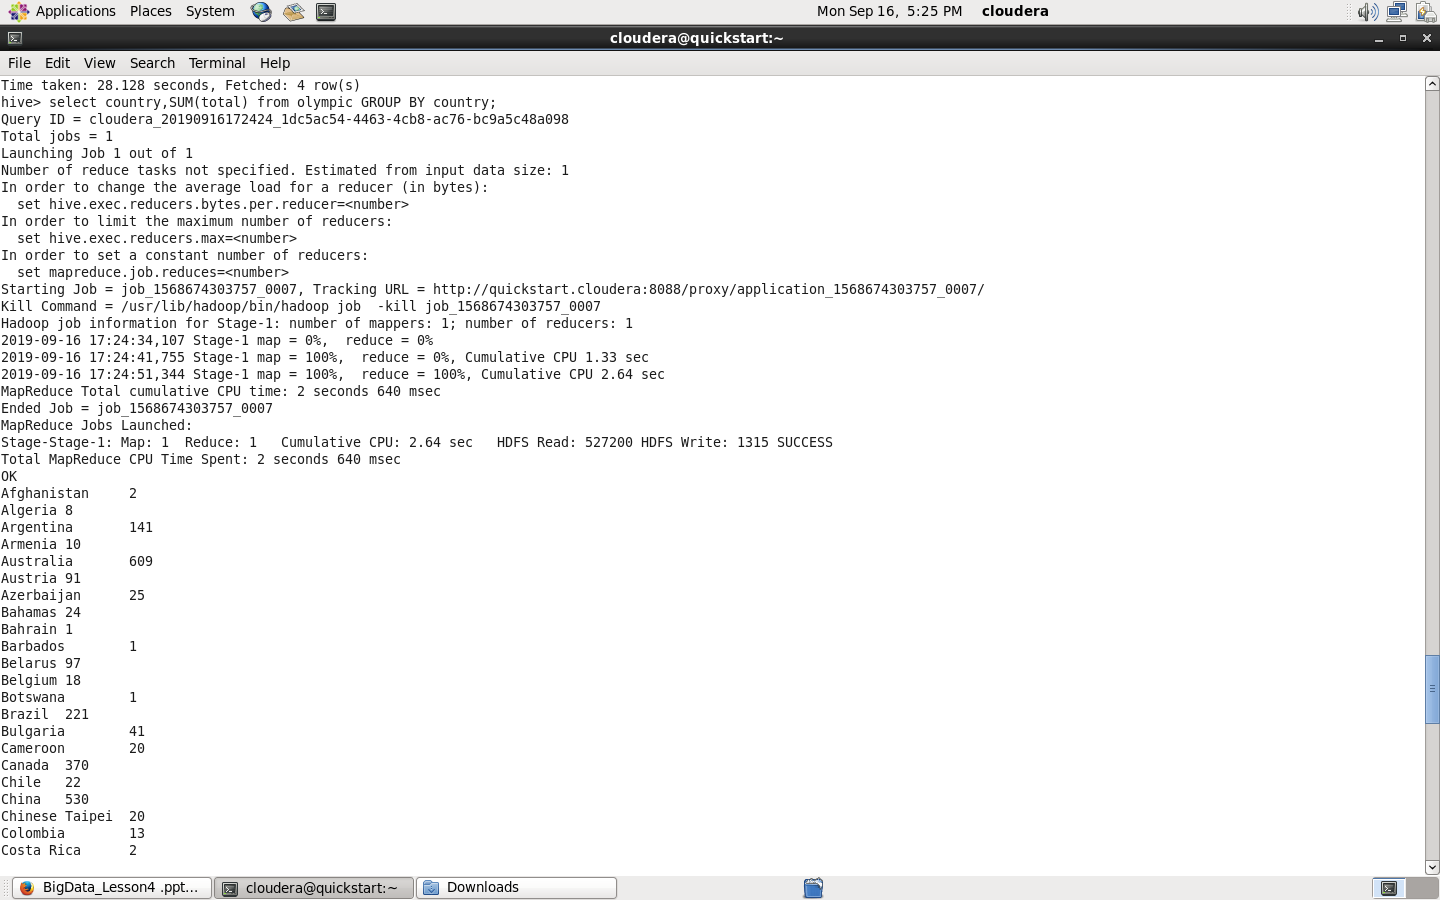 Applications Places System Mon Sep 16, 5:25 PM cloudera
cloudera@quickstart:~
File Edit View Search Terminal Help
Time taken: 28.128 seconds, Fetched: 4 row(s)
hive> select country,SUM(total) from olympic GROUP BY country;
Query ID = cloudera_20190916172424_1dc5ac54-4463-4cb8-ac76-bc9a5c48a098
Total jobs = 1
Launching Job 1 out of 1
Number of reduce tasks not specified. Estimated from input data size: 1
In order to change the average load for a reducer (in bytes):
  set hive.exec.reducers.bytes.per.reducer=<number>
In order to limit the maximum number of reducers:
  set hive.exec.reducers.max=<number>
In order to set a constant number of reducers:
  set mapreduce.job.reduces=<number>
Starting Job = job_1568674303757_0007, Tracking URL = http://quickstart.cloudera:8088/proxy/application_1568674303757_0007/
Kill Command = /usr/lib/hadoop/bin/hadoop job  -kill job_1568674303757_0007
Hadoop job information for Stage-1: number of mappers: 1; number of reducers: 1
2019-09-16 17:24:34,107 Stage-1 map = 0%,  reduce = 0%
2019-09-16 17:24:41,755 Stage-1 map = 100%,  reduce = 0%, Cumulative CPU 1.33 sec
2019-09-16 17:24:51,344 Stage-1 map = 100%,  reduce = 100%, Cumulative CPU 2.64 sec
MapReduce Total cumulative CPU time: 2 seconds 640 msec
Ended Job = job_1568674303757_0007
MapReduce Jobs Launched:
Stage-Stage-1: Map: 1  Reduce: 1   Cumulative CPU: 2.64 sec   HDFS Read: 527200 HDFS Write: 1315 SUCCESS
Total MapReduce CPU Time Spent: 2 seconds 640 msec
OK
Afghanistan     2
Algeria 8
Argentina       141
Armenia 10
Australia       609
Austria 91
Azerbaijan      25
Bahamas 24
Bahrain 1
Barbados        1
Belarus 97
Belgium 18
Botswana        1
Brazil  221
Bulgaria        41
Cameroon        20
Canada  370
Chile   22
China   530
Chinese Taipei  20
Colombia        13
Costa Rica      2
BigData_Lesson4 .ppt... cloudera@quickstart:~ Downloads